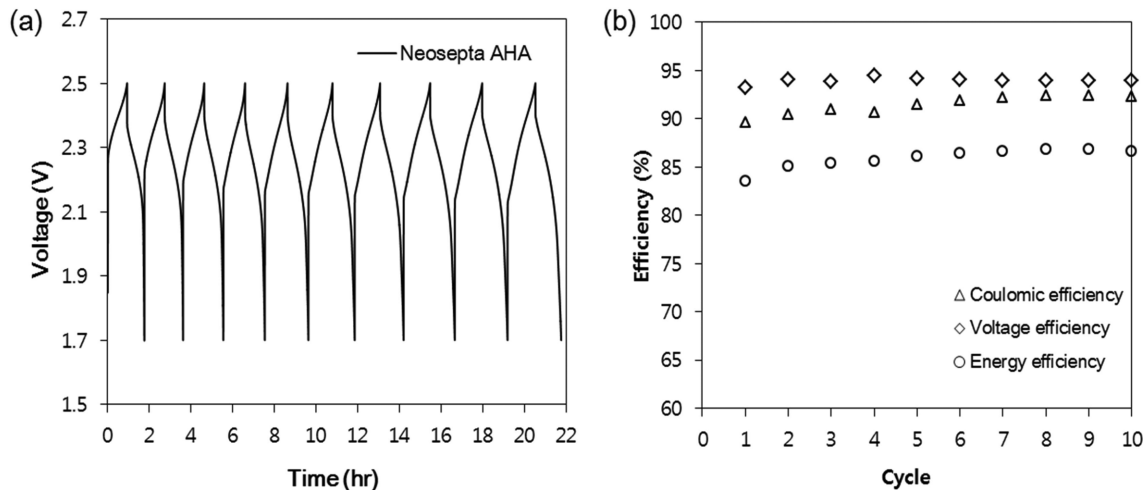 (a)
2.7
2.5
2.3
2.1
1.9
1.7
1.5
Voltage (V)
Neosepta AHA
0 2 4 6 8 10 12 14 16 18 20 22
Time (hr)
(b)
100
95
90
85
80
75
70
65
60
Efficiency (%)
Coulomic efficiency
Voltage efficiency
Energy efficiency
0 1 2 3 4 5 6 7 8 9 10
Cycle